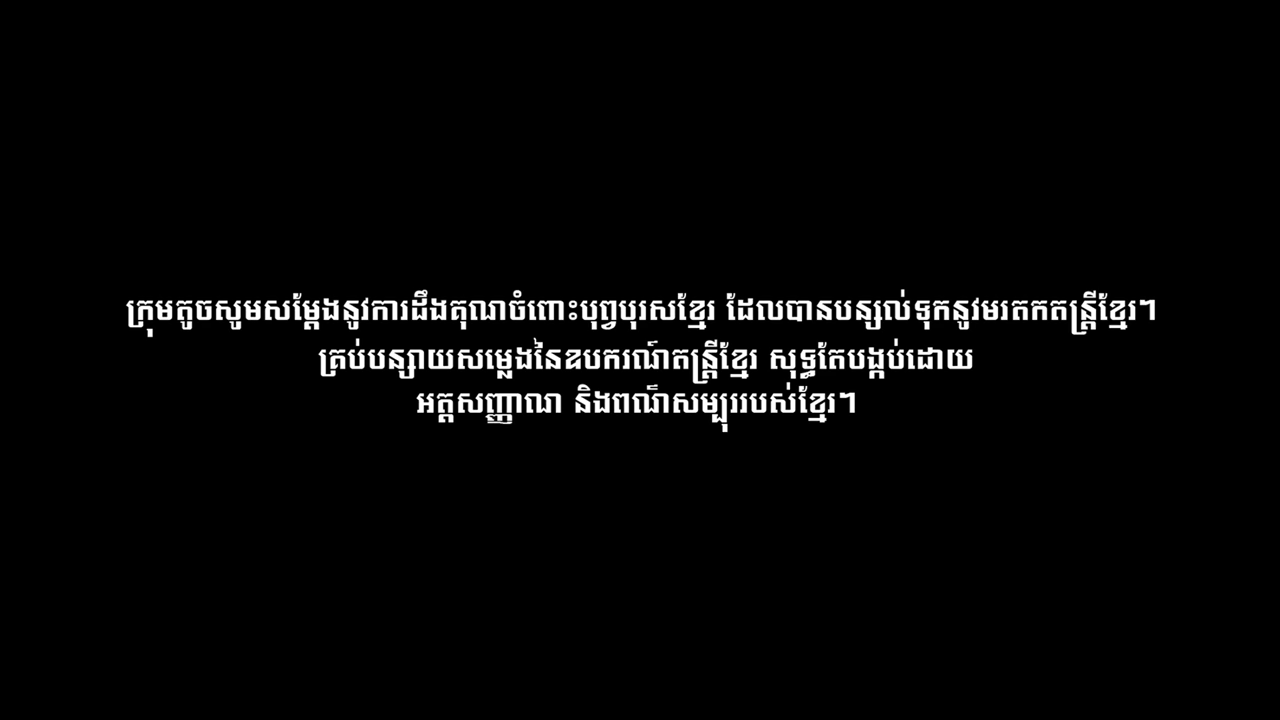 ក្រុមតូចសូមសម្ដែងនូវការដឹងគុណចំពោះបុព្វបុរសខ្មែរ ដែលបានបន្សល់ទុកនូវមរតកតន្ត្រីខ្មែរ។
គ្រប់បន្សាយសម្លេងនៃឧបករណ៍តន្ត្រីខ្មែរ សុទ្ធតែបង្កប់ដោយ
អត្តសញ្ញាណ និងពណ៌សម្បុររបស់ខ្មែរ។